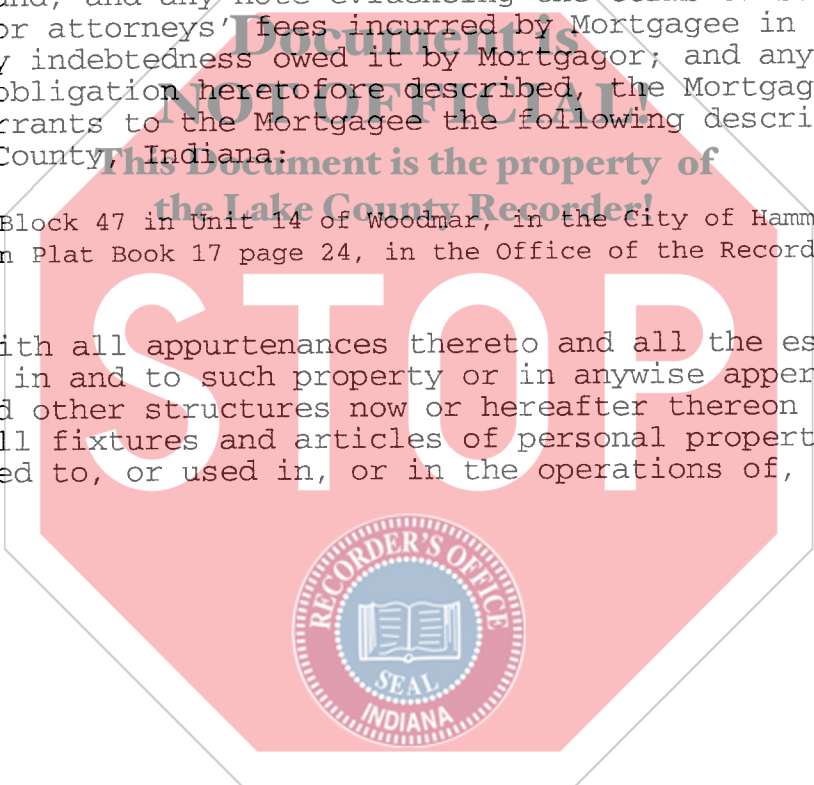 or attorneys' fees incurred by Mortgagee in
indebtedness owed it by Mortgagor; and any
obligation heretofore described, the Mortgag
rrants to the Mortgagee the following descri
County, Indiana:
Document is
NOT OFFICIAL!
This Document is the property of
the Lake County Recorder!
Block 47 in Unit 14 of Woodmar, in the City of Hamm
n Plat Book 17 page 24, in the Office of the Record
STOP
ith all appurtenances thereto and all the es
in and to such property or in anywise apper
d other structures now or hereafter thereon
ll fixtures and articles of personal propert
ed to, or used in, or in the operations of,
RECORDER'S OFFICE
SEAL
INDIANA